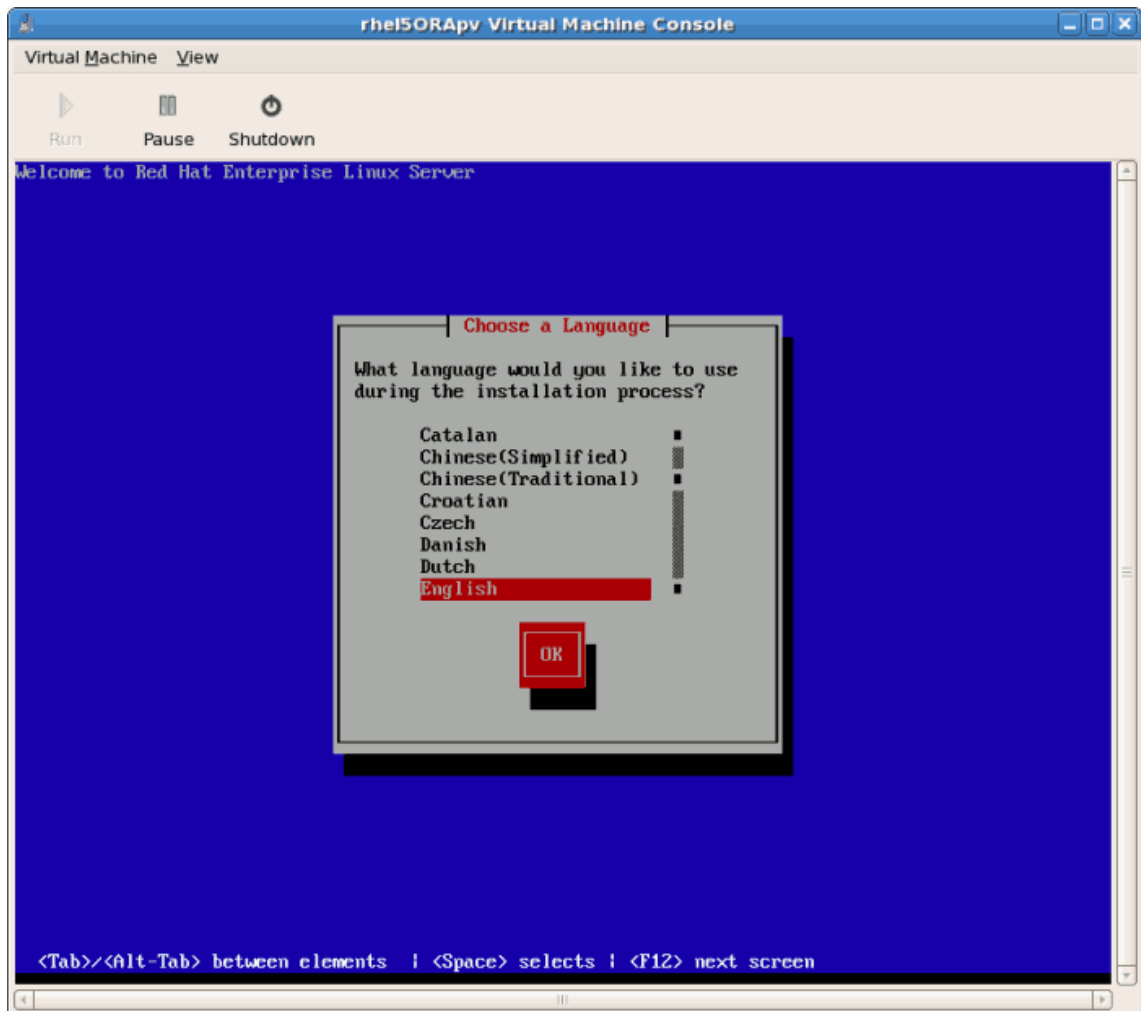 rhel5ORApv Virtual Machine Console
Virtual Machine View
Run Pause Shutdown
Welcome to Red Hat Enterprise Linux Server
Choose a Language
What language would you like to use
during the installation process?
Catalan
Chinese(Simplified)
Chinese(Traditional)
Croatian
Czech
Danish
Dutch
English
OK
<Tab>/<Alt-Tab> between elements | <Space> selects | <F12> next screen